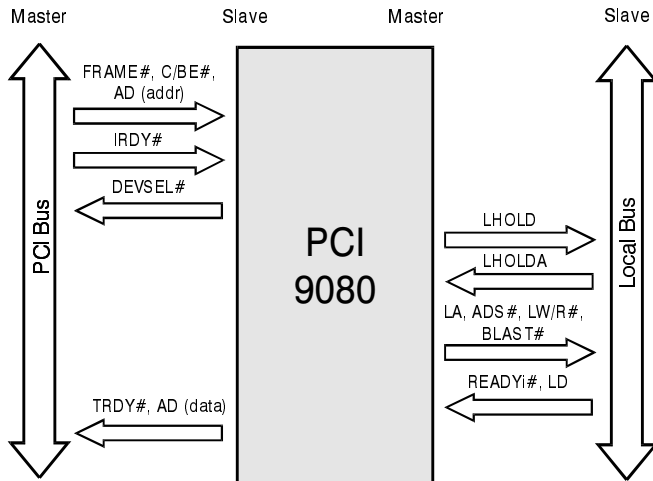 Master Slave Master Slave
FRAME#, C/BE#,
AD (addr)
IRDY#
DEVSEL#
PCI Bus
TRDY#, AD (data)
PCI
9080
LHOLD
LHOLDA
LA, ADS#, LW/R#,
BLAST#
READYi#, LD
Local Bus